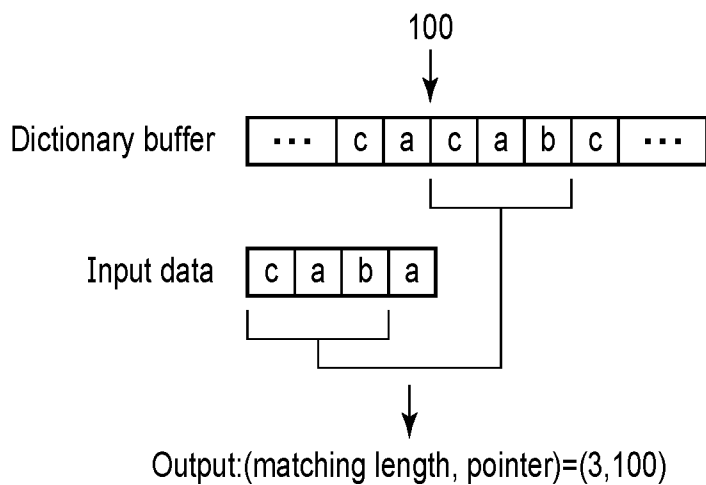 100
Dictionary buffer ... c a c a b c ...
Input data c a b a
Output:(matching length, pointer)=(3,100)